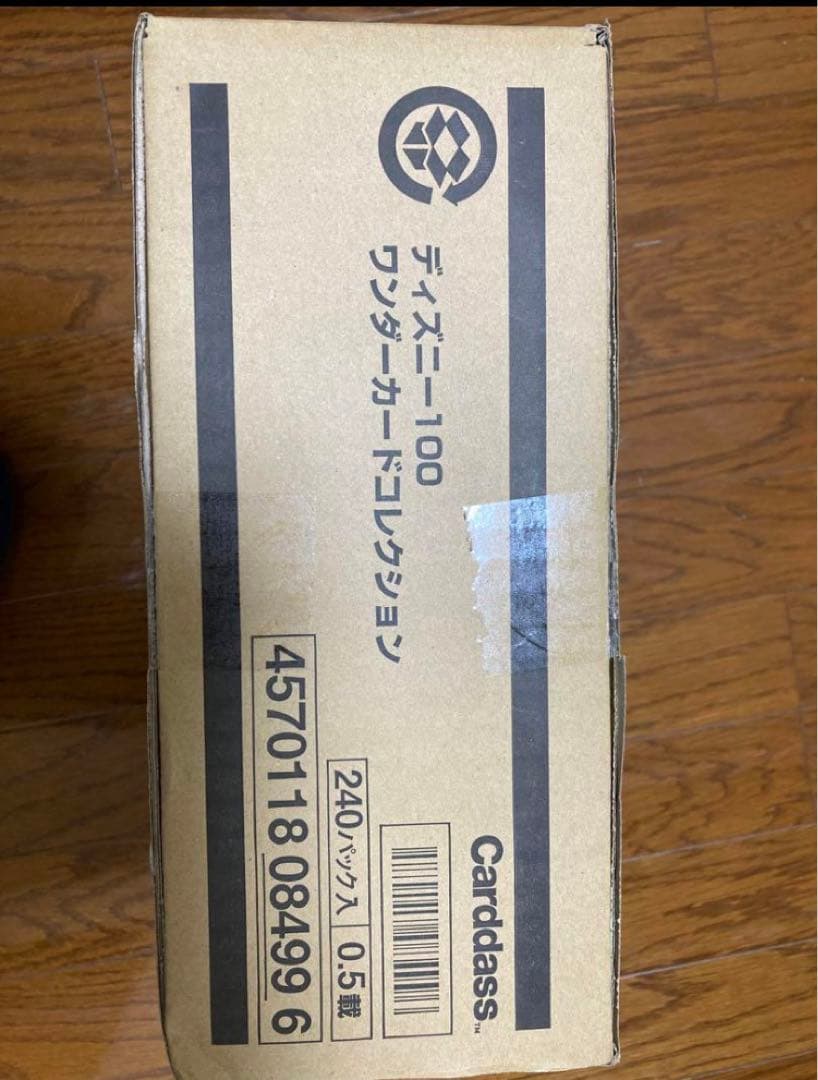 ディズニー100
ワンダーカードコレクション
Carddass™
240パック入 0.5載
4570118 08499 6